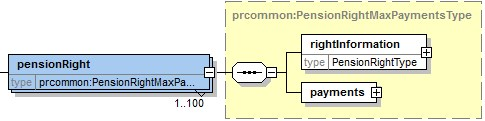 prcommon:PensionRightMaxPaymentsType
rightInformation
type PensionRightType
pensionRight
type prcommon:PensionRightMaxPa...
1..100
payments